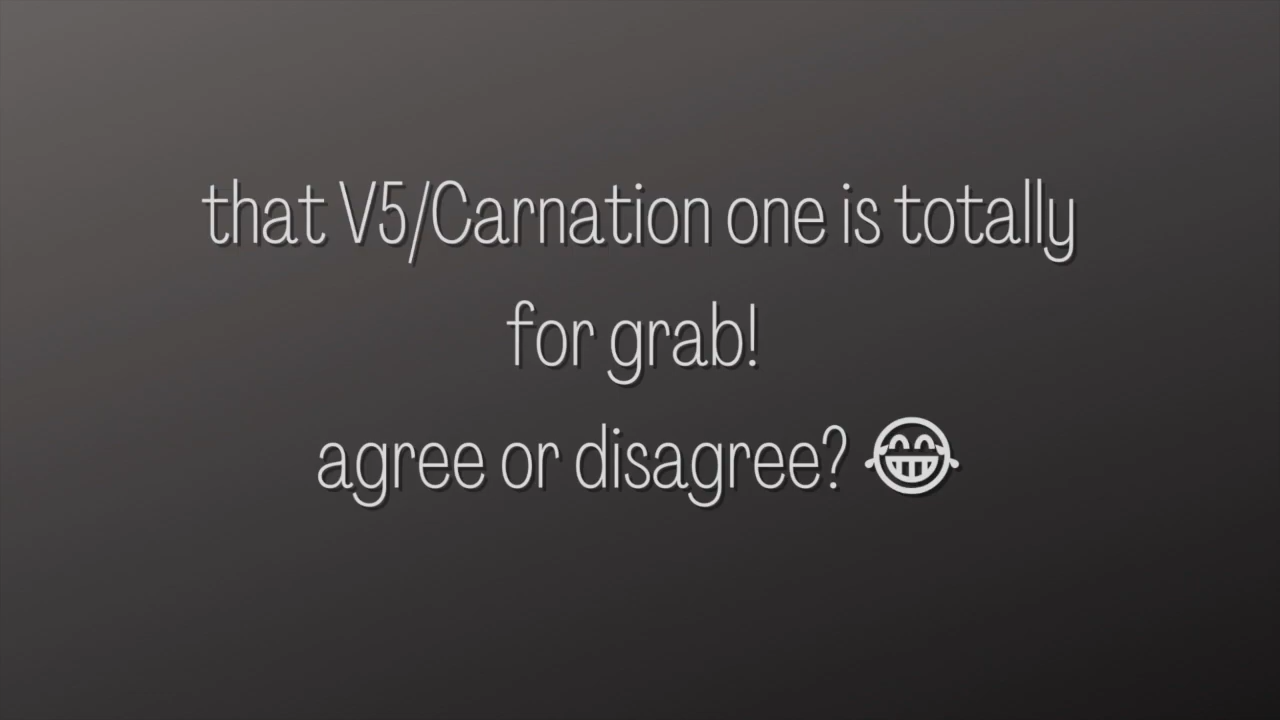 that V5/Carnation one is totally
for grab!
agree or disagree? 😂